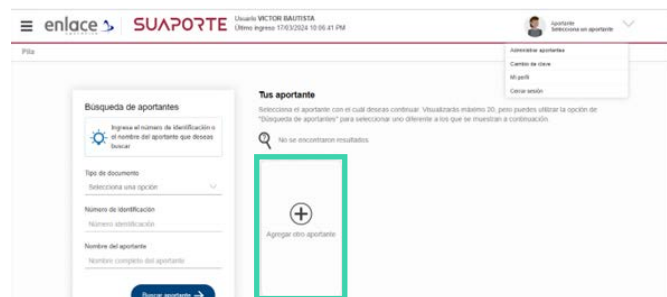 enlace
SUAPORTE
Usuario VICTOR BAUTISTA
Último ingreso 17/03/2024 10:06:41 PM
Aportante
Selecciona un aportante
Pila
Administrar aportantes
Cambio de clave
Mi perfil
Cerrar sesión
Búsqueda de aportantes
Ingresa el número de identificación o
el nombre del aportante que deseas
buscar
Tipo de documento
Selecciona una opción
Número de identificación
Número identificación
Nombre del aportante
Nombre completo del aportante
Buscar aportante
Tus aportante
Selecciona el aportante con el cuál deseas continuar. Visualizarás máximo 20, pero puedes utilizar la opción de
"Búsqueda de aportantes" para seleccionar uno diferente a los que se muestran a continuación.
No se encontraron resultados.
Agregar otro aportante